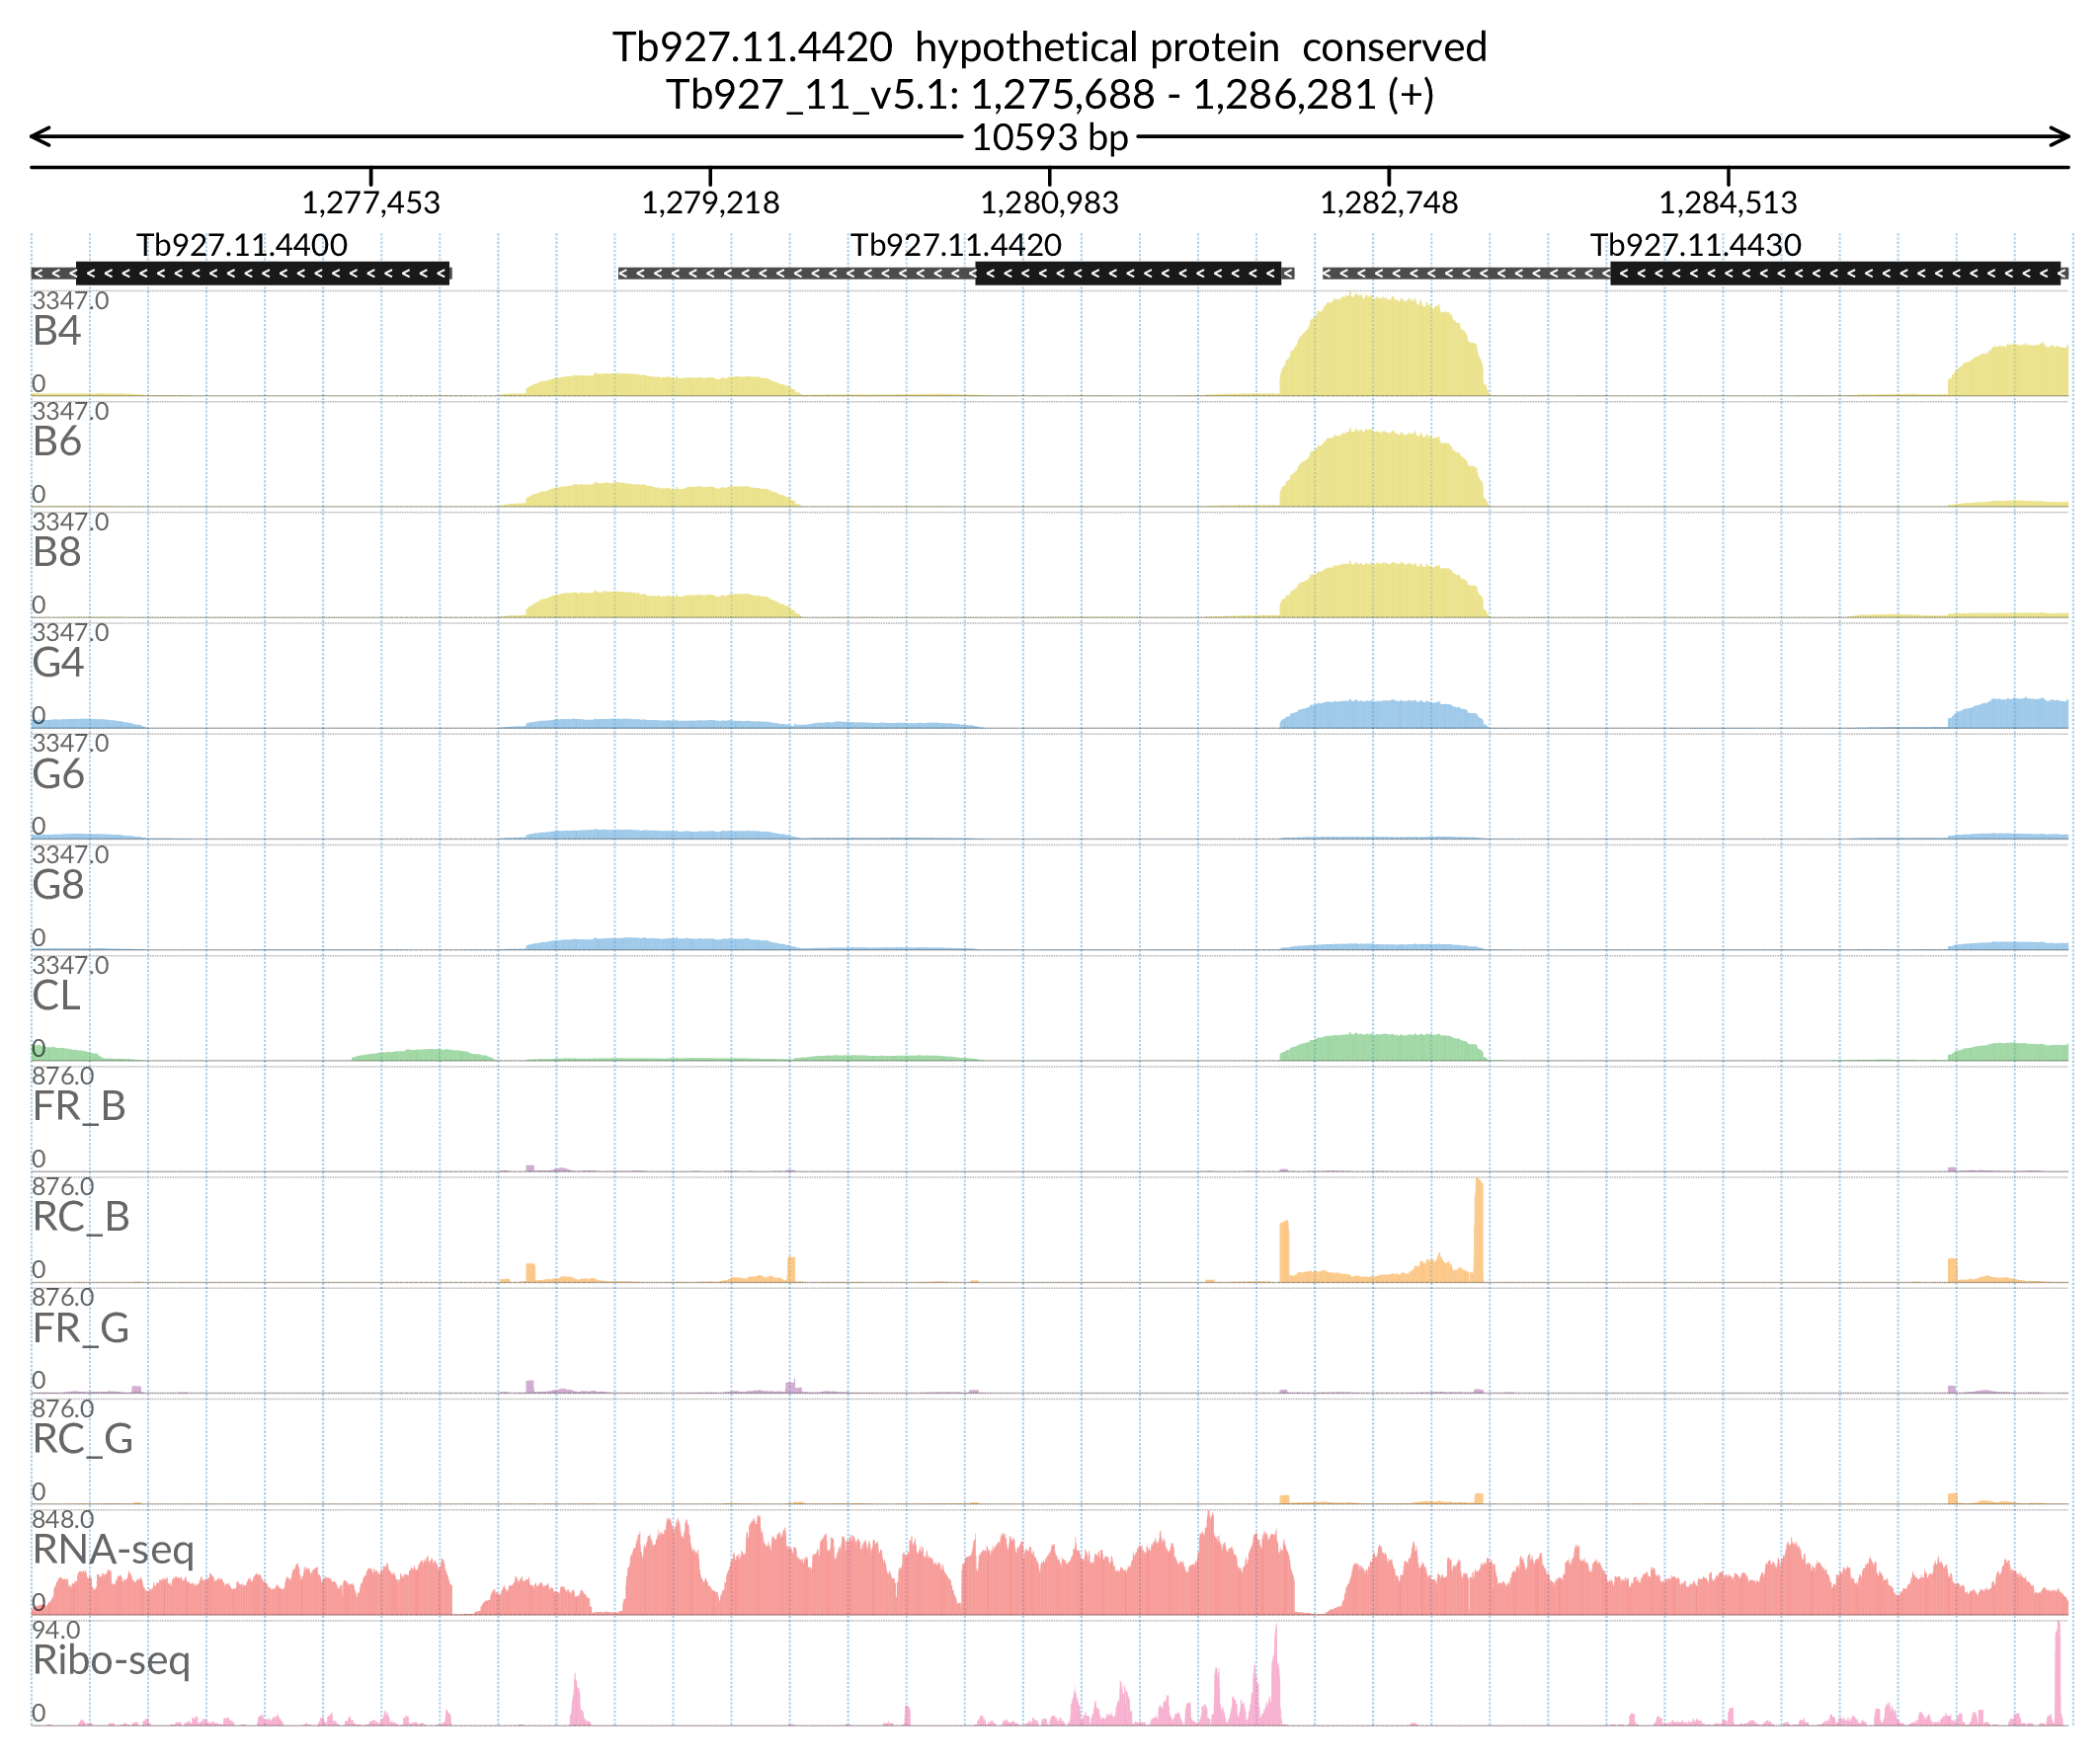 Tb927.11.4420  hypothetical protein  conserved
Tb927_11_v5.1: 1,275,688 - 1,286,281 (+)
10593 bp
1,277,453 1,279,218 1,280,983 1,282,748 1,284,513
Tb927.11.4400 Tb927.11.4420 Tb927.11.4430
3347.0
B4
0
3347.0
B6
0
3347.0
B8
0
3347.0
G4
0
3347.0
G6
0
3347.0
G8
0
3347.0
CL
0
876.0
FR_B
0
876.0
RC_B
0
876.0
FR_G
0
876.0
RC_G
0
848.0
RNA-seq
0
94.0
Ribo-seq
0